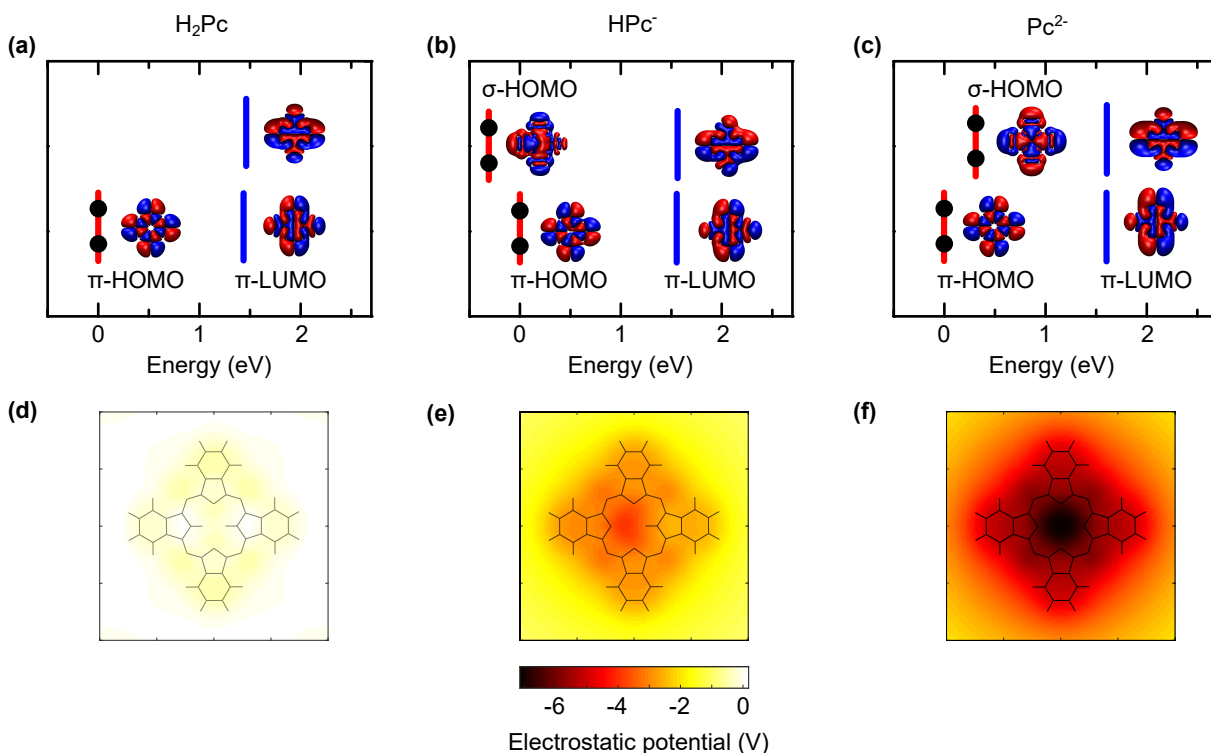 H₂Pc
HPc⁻
Pc²⁻
(a)
(b)
(c)
σ-HOMO
σ-HOMO
π-HOMO
π-LUMO
π-HOMO
π-LUMO
π-HOMO
π-LUMO
0 1 2
0 1 2
0 1 2
Energy (eV)
Energy (eV)
Energy (eV)
(d)
(e)
(f)
-6 -4 -2 0
Electrostatic potential (V)